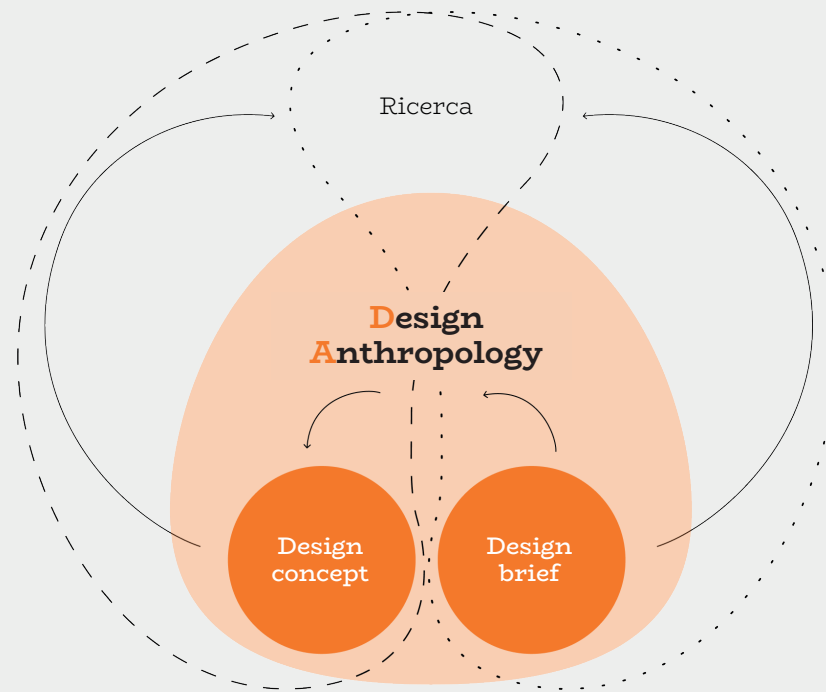 Ricerca
Design
Anthropology
Design
concept
Design
brief